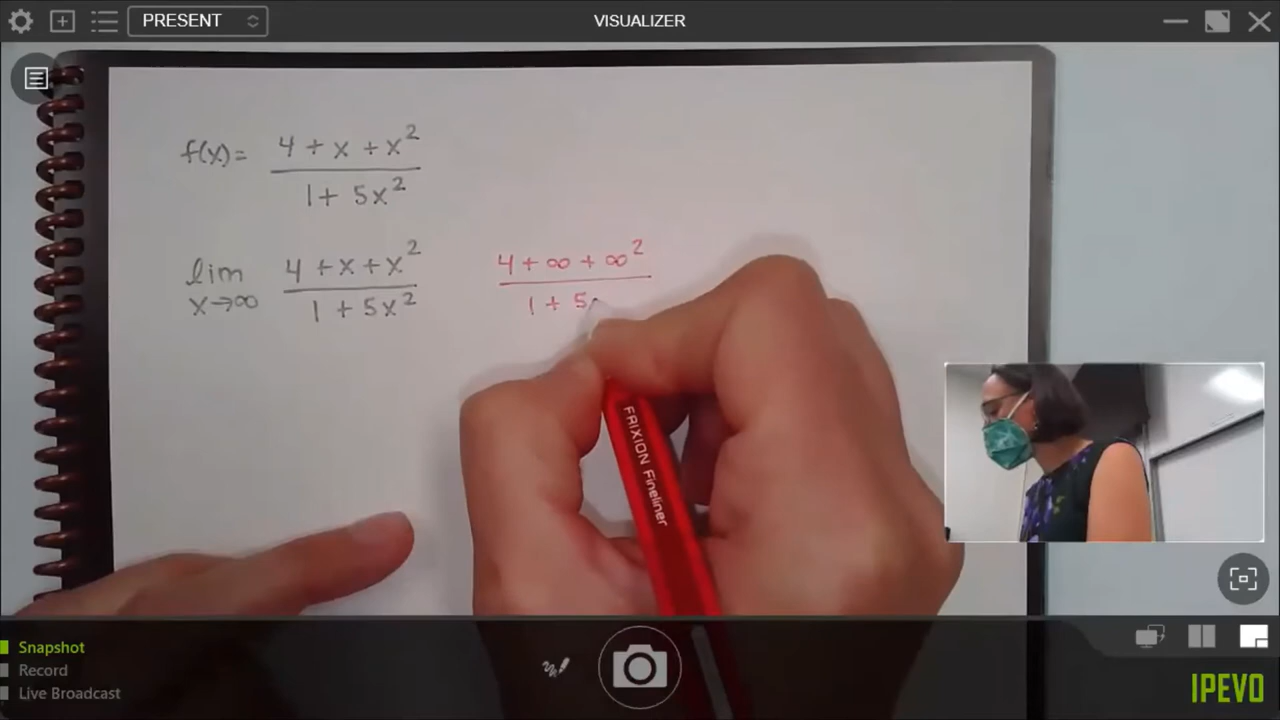 PRESENT
VISUALIZER
f(x) = (4 + x + x²) / (1 + 5x²)
lim x→∞ (4 + x + x²) / (1 + 5x²)
(4 + ∞ + ∞²) / (1 + 5
FRIXION Fineliner
Snapshot
Record
Live Broadcast
IPEVO